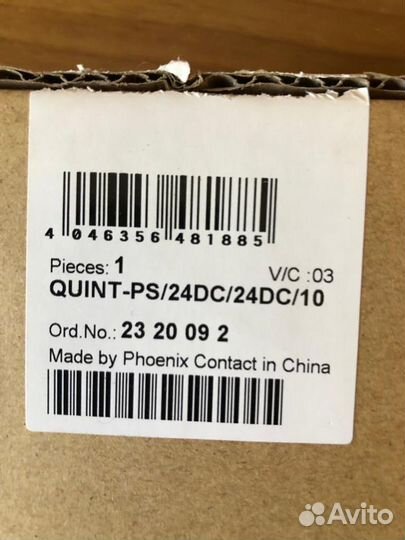 4 046356 481885
Pieces: 1 V/C :03
QUINT-PS/24DC/24DC/10
Ord.No.: 23 20 09 2
Made by Phoenix Contact in China
Avito